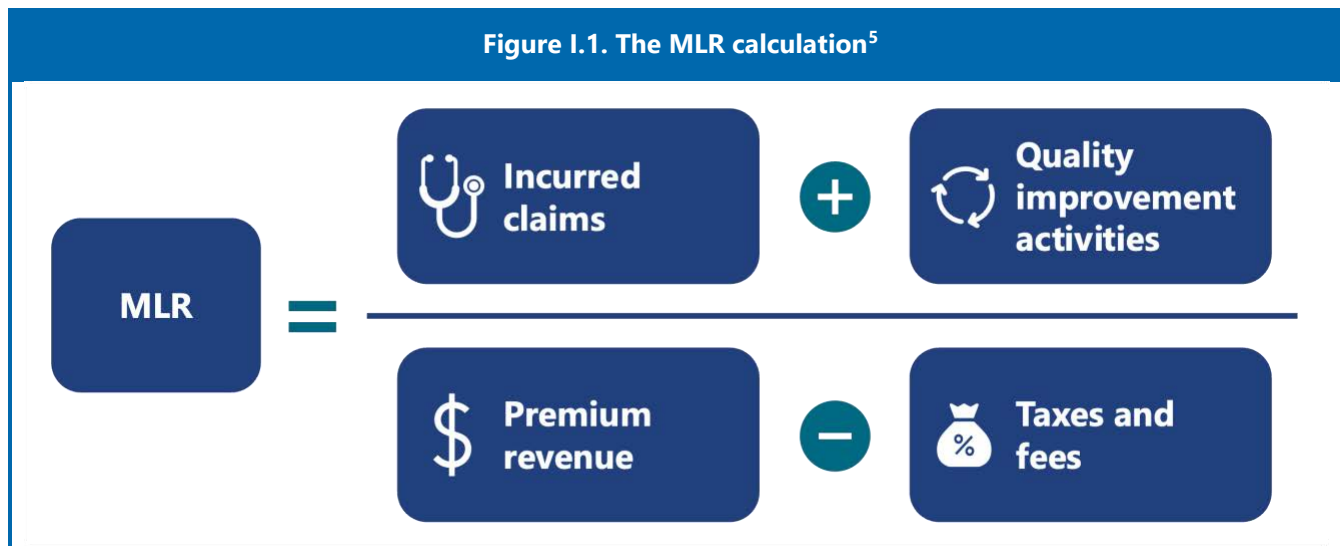 Figure I.1. The MLR calculation⁵
MLR
=
Incurred
claims
+
Quality
improvement
activities
Premium
revenue
$
−
Taxes and
fees
%